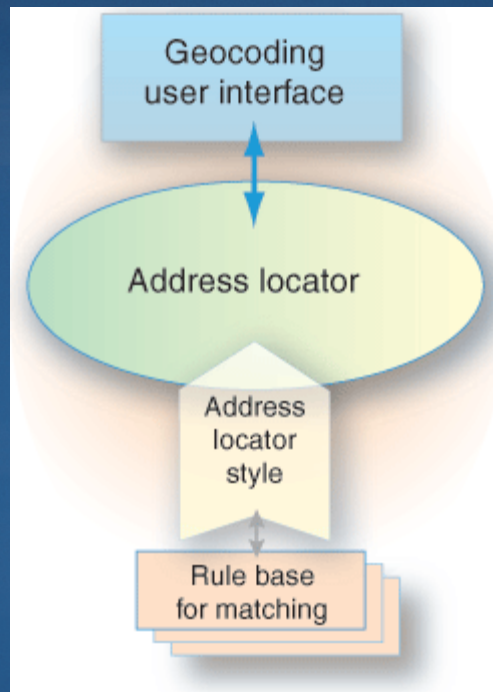 Geocoding
user interface
Address locator
Address
locator
style
Rule base
for matching